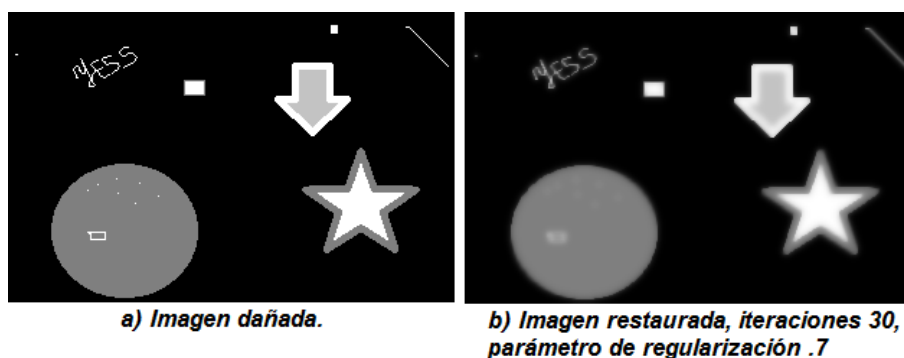 a) Imagen dañada.
b) Imagen restaurada, iteraciones 30,
parámetro de regularización .7